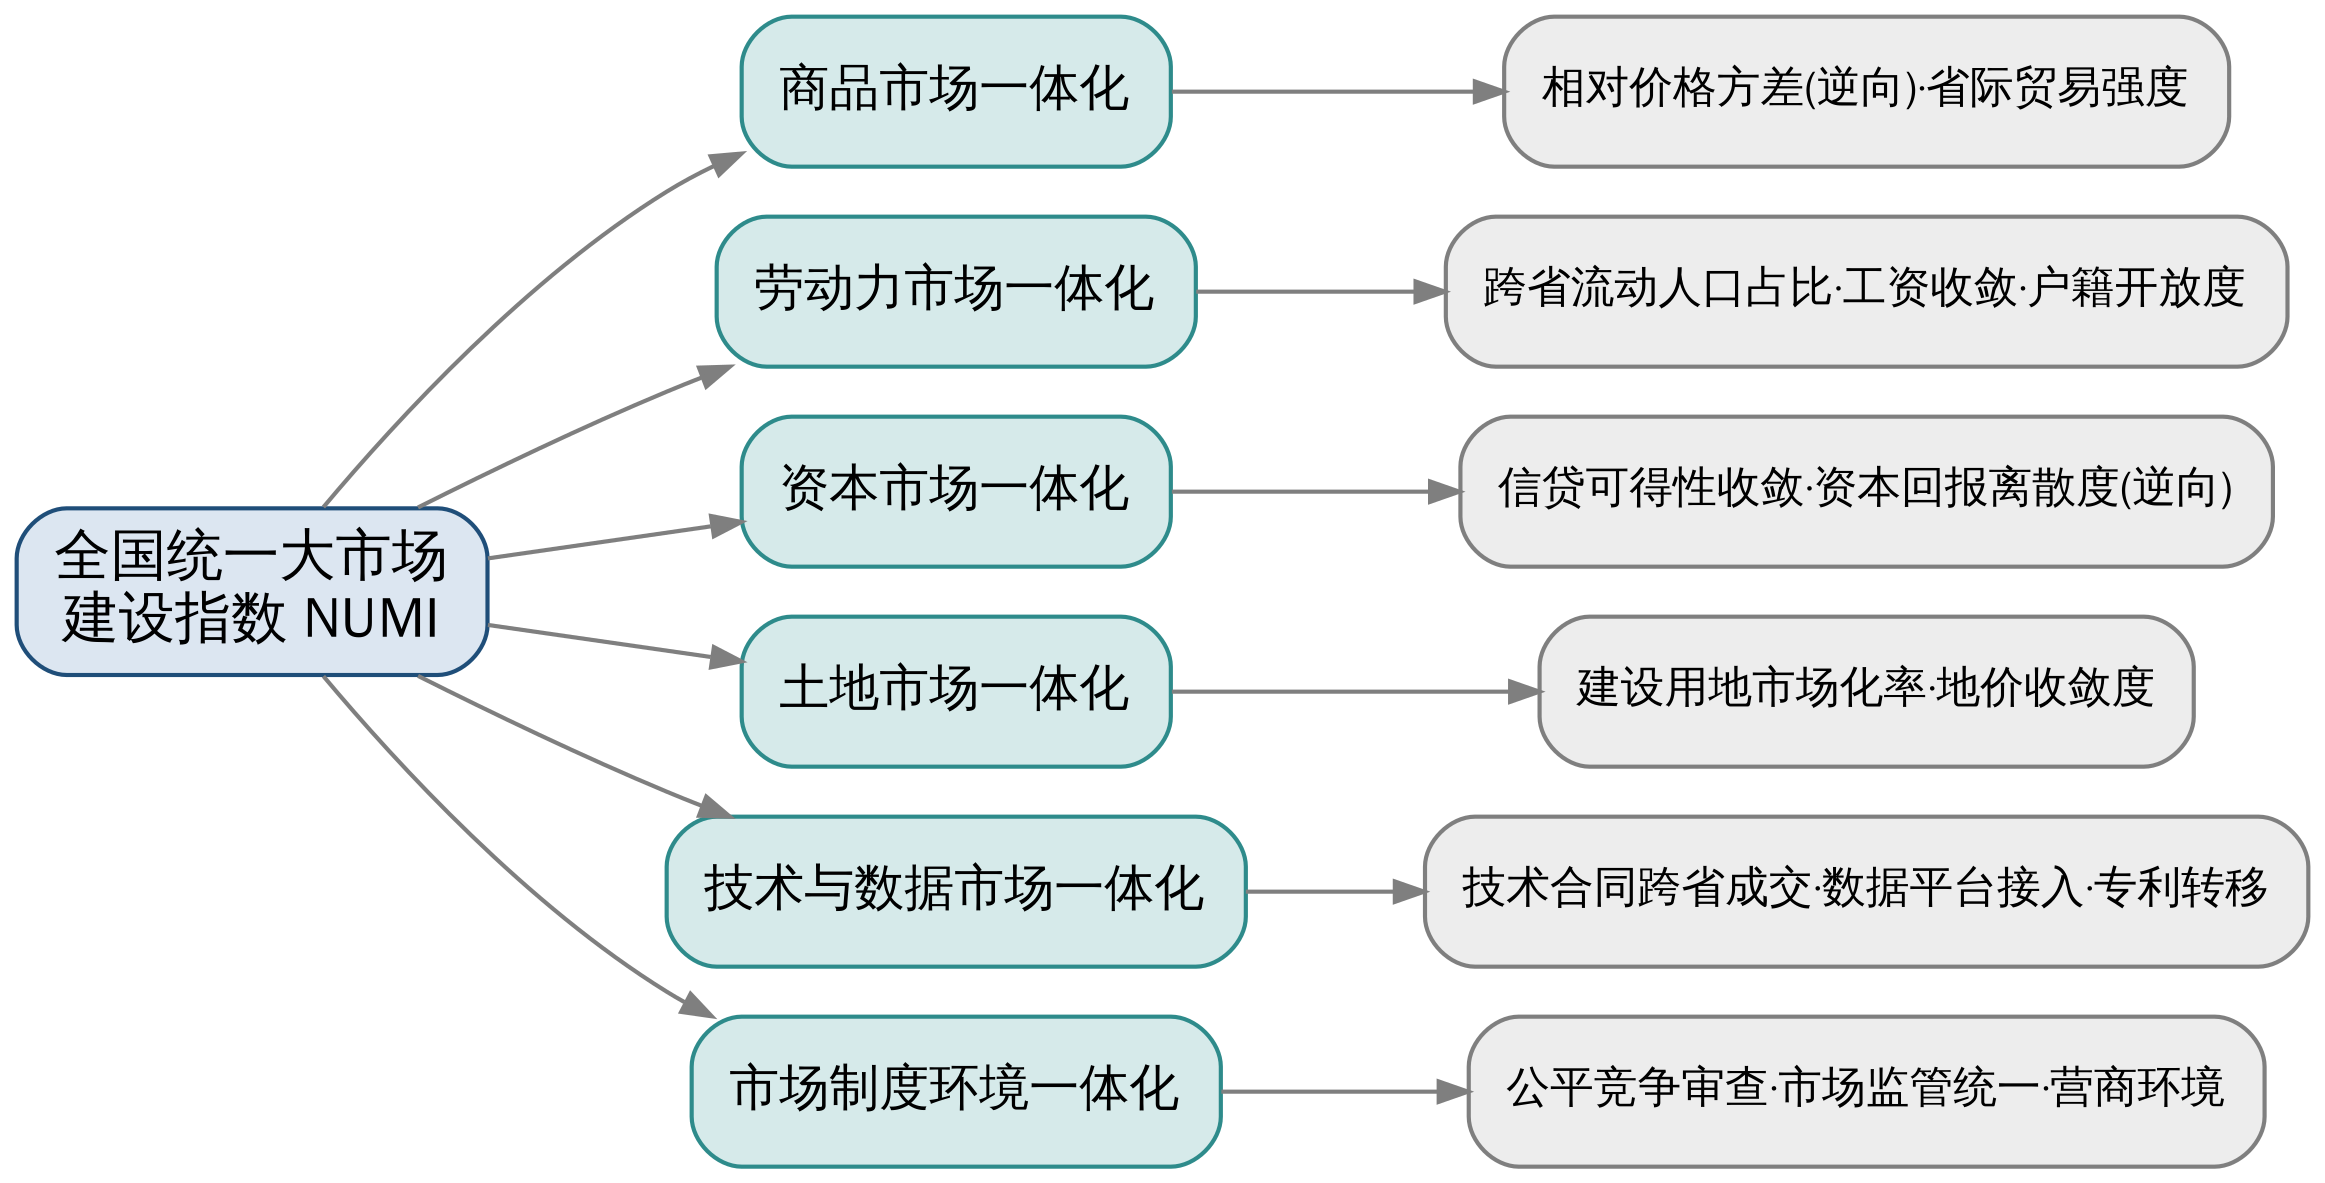 商品市场一体化
相对价格方差(逆向)·省际贸易强度
劳动力市场一体化
跨省流动人口占比·工资收敛·户籍开放度
资本市场一体化
信贷可得性收敛·资本回报离散度(逆向)
全国统一大市场
建设指数 NUMI
土地市场一体化
建设用地市场化率·地价收敛度
技术与数据市场一体化
技术合同跨省成交·数据平台接入·专利转移
市场制度环境一体化
公平竞争审查·市场监管统一·营商环境